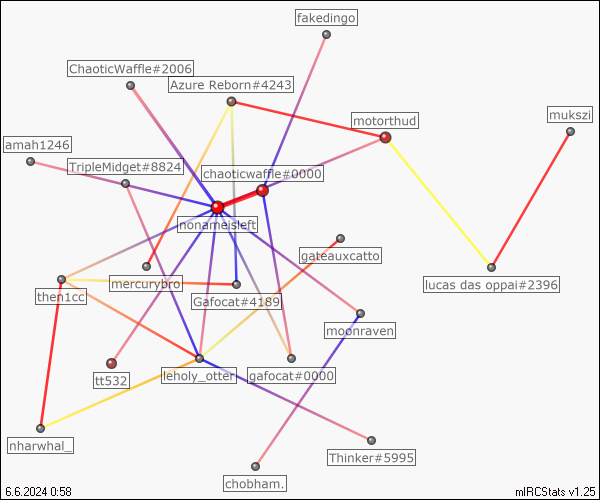 fakedingo
ChaoticWaffle#2006
Azure Reborn#4243
motorthud
mukszi
amah1246
TripleMidget#8824
chaoticwaffle#0000
nonameisleft
gateauxcatto
mercurybro
lucas das oppai#2396
then1cc
Gafocat#4189
moonraven
tt532
leholy_otter
gafocat#0000
nharwhal_
Thinker#5995
chobham.
6.6.2024 0:58
mIRCStats v1.25